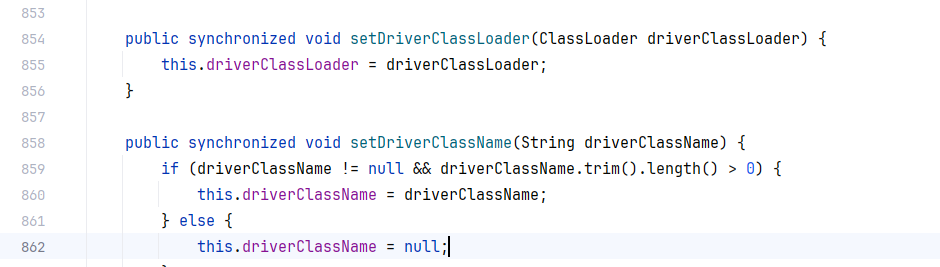 853
854 public synchronized void setDriverClassLoader(ClassLoader driverClassLoader) {
855 this.driverClassLoader = driverClassLoader;
856 }
857
858 public synchronized void setDriverClassName(String driverClassName) {
859 if (driverClassName != null && driverClassName.trim().length() > 0) {
860 this.driverClassName = driverClassName;
861 } else {
862 this.driverClassName = null;